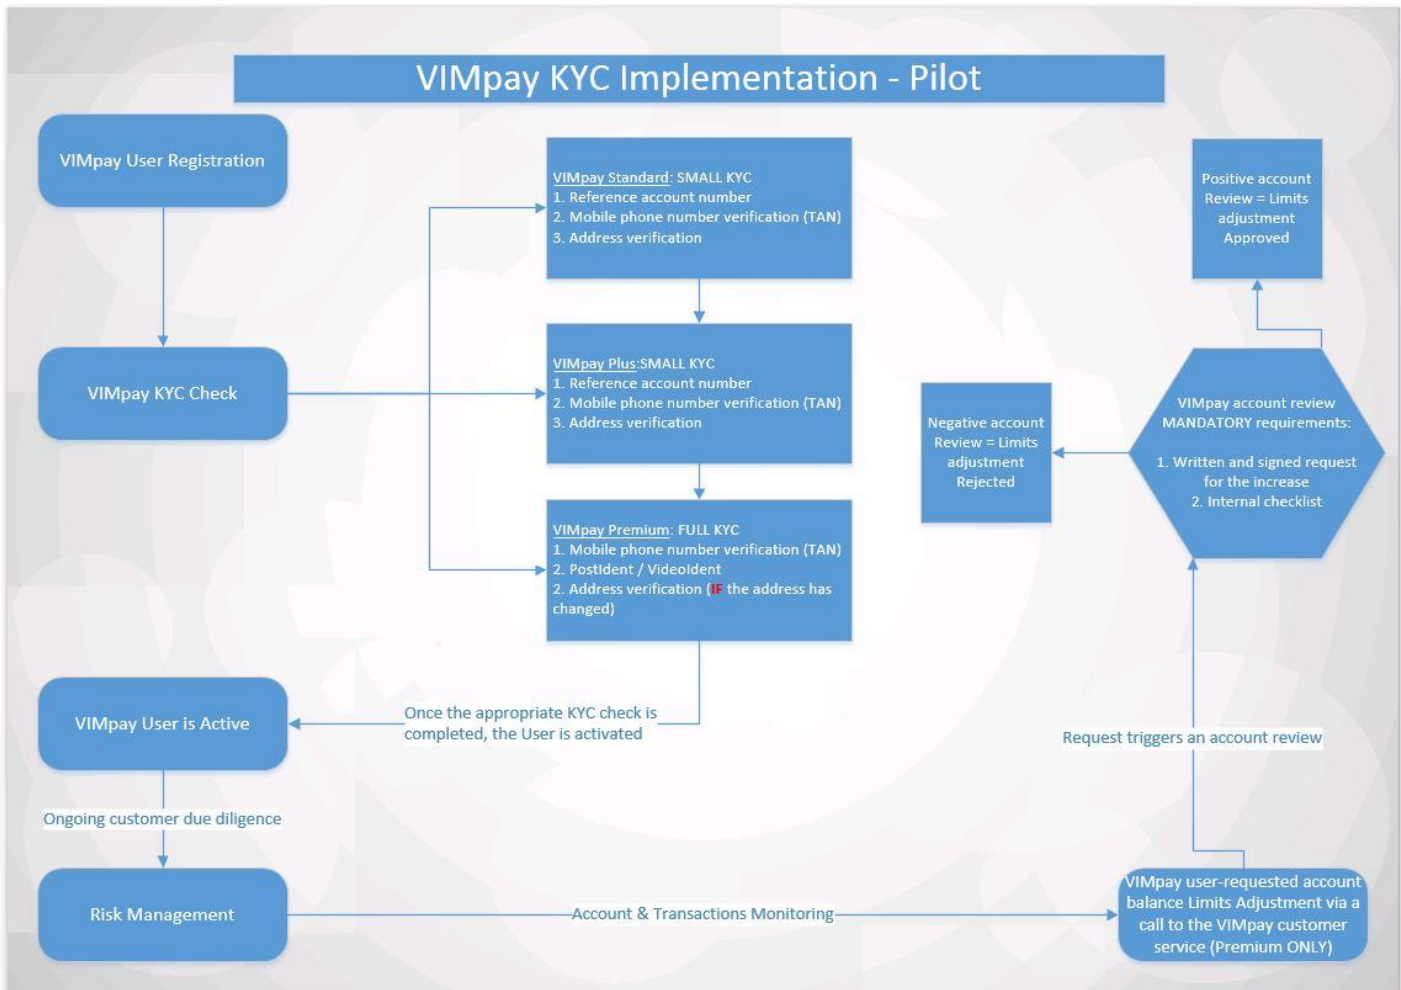 VIMpay KYC Implementation - Pilot
VIMpay User Registration
VIMpay KYC Check
VIMpay Standard: SMALL KYC
1. Reference account number
2. Mobile phone number verification (TAN)
3. Address verification
VIMpay Plus:SMALL KYC
1. Reference account number
2. Mobile phone number verification (TAN)
3. Address verification
VIMpay Premium: FULL KYC
1. Mobile phone number verification (TAN)
2. PostIdent / VideoIdent
2. Address verification (IF the address has
changed)
Once the appropriate KYC check is
completed, the User is activated
VIMpay User is Active
Ongoing customer due diligence
Risk Management
Account & Transactions Monitoring
VIMpay user-requested account
balance Limits Adjustment via a
call to the VIMpay customer
service (Premium ONLY)
Request triggers an account review
VIMpay account review
MANDATORY requirements:
1. Written and signed request
for the increase
2. Internal checklist
Negative account
Review = Limits
adjustment
Rejected
Positive account
Review = Limits
adjustment
Approved